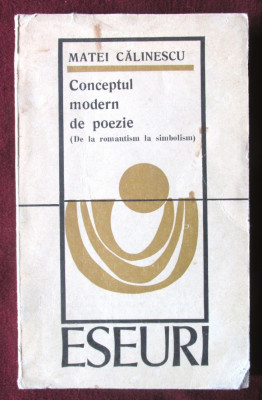 MATEI CĂLINESCU
Conceptul
modern
de poezie
(De la romantism la simbolism)
ESEURI